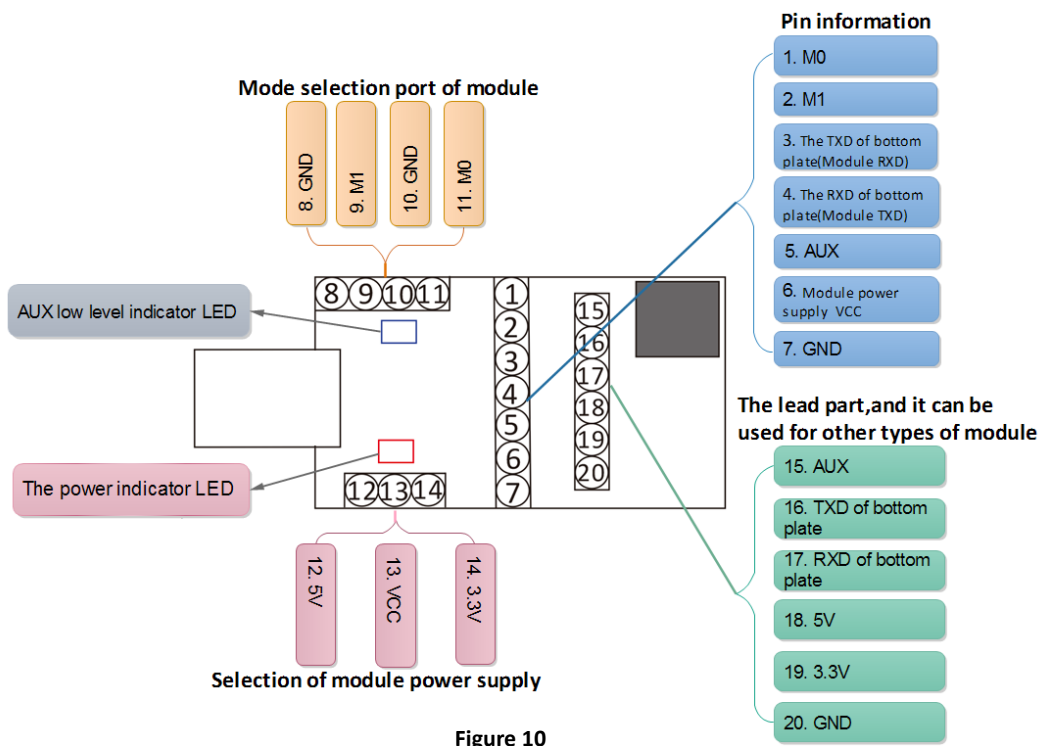 Pin information
1. M0
2. M1
3. The TXD of bottom
plate(Module RXD)
4. The RXD of bottom
plate(Module TXD)
5. AUX
6. Module power
supply VCC
7. GND
Mode selection port of module
8. GND
9. M1
10. GND
11. M0
AUX low level indicator LED
The power indicator LED
8 9 10 11
1
2
3
4
5
6
7
15
16
17
18
19
20
12 13 14
12. 5V
13. VCC
14. 3.3V
Selection of module power supply
The lead part,and it can be
used for other types of module
15. AUX
16. TXD of bottom
plate
17. RXD of bottom
plate
18. 5V
19. 3.3V
20. GND
Figure 10